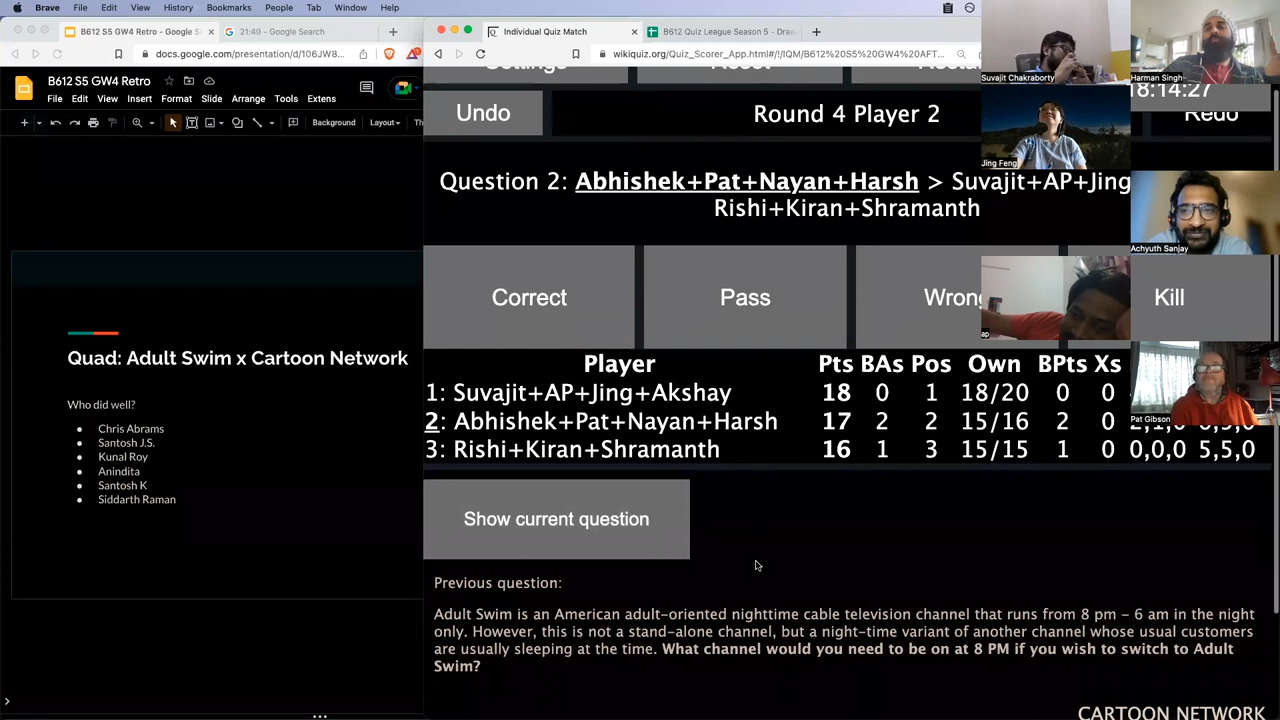 Brave File Edit View History Bookmarks People Tab Window Help
B612 S5 GW4 Retro - Google S
21:49 - Google Search
Individual Quiz Match
B612 Quiz League Season 5 - Draw
docs.google.com/presentation/d/106JW8...
wikiquiz.org/Quiz_Scorer_App.html#/!/IQM/B612%20S5%20GW4%20AFT...
B612 S5 GW4 Retro
File Edit View Insert Format Slide Arrange Tools Extens
Background Layout
Quad: Adult Swim x Cartoon Network
Who did well?
Chris Abrams
Santosh J.S.
Kunal Roy
Anindita
Santosh K
Siddarth Raman
Settings
Undo
Round 4 Player 2
Redo
18:14:27
Question 2: Abhishek+Pat+Nayan+Harsh > Suvajit+AP+Jing
Rishi+Kiran+Shramanth
Correct
Pass
Wrong
Kill
Player Pts BAs Pos Own BPts Xs
1: Suvajit+AP+Jing+Akshay 18 0 1 18/20 0 0
2: Abhishek+Pat+Nayan+Harsh 17 2 2 15/16 2 0
3: Rishi+Kiran+Shramanth 16 1 3 15/15 1 0 0,0,0 5,5,0
Show current question
Previous question:
Adult Swim is an American adult-oriented nighttime cable television channel that runs from 8 pm - 6 am in the night
only. However, this is not a stand-alone channel, but a night-time variant of another channel whose usual customers
are usually sleeping at the time. What channel would you need to be on at 8 PM if you wish to switch to Adult
Swim?
CARTOON NETWORK
Suvajit Chakraborty
Harman Singh
Jing Feng
Achyuth Sanjay
ap
Pat Gibson